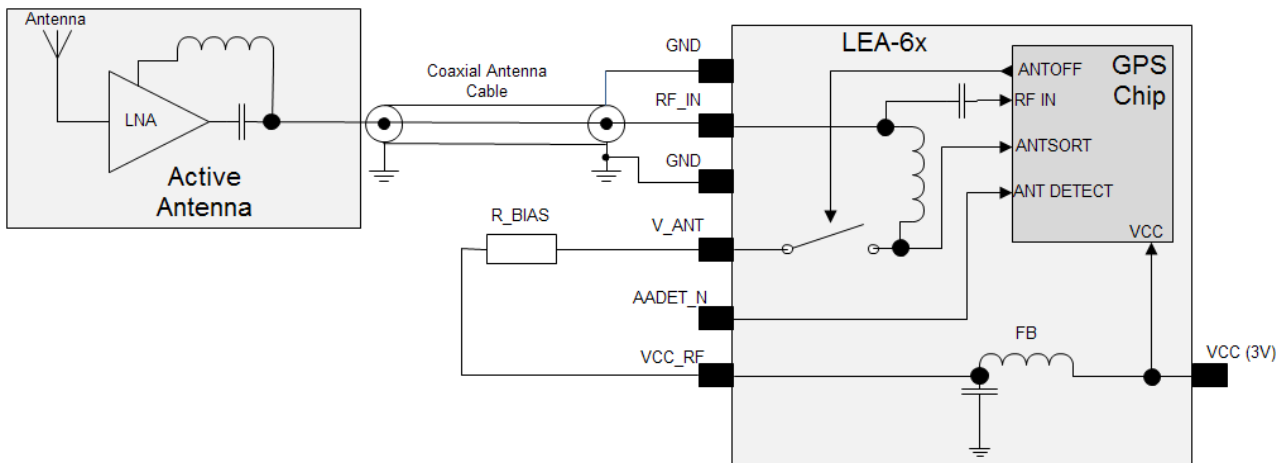 Antenna
LNA
Active
Antenna
Coaxial Antenna
Cable
R_BIAS
GND
RF_IN
GND
V_ANT
AADET_N
VCC_RF
LEA-6x
GPS
Chip
ANTOFF
RF IN
ANTSORT
ANT DETECT
VCC
FB
VCC (3V)